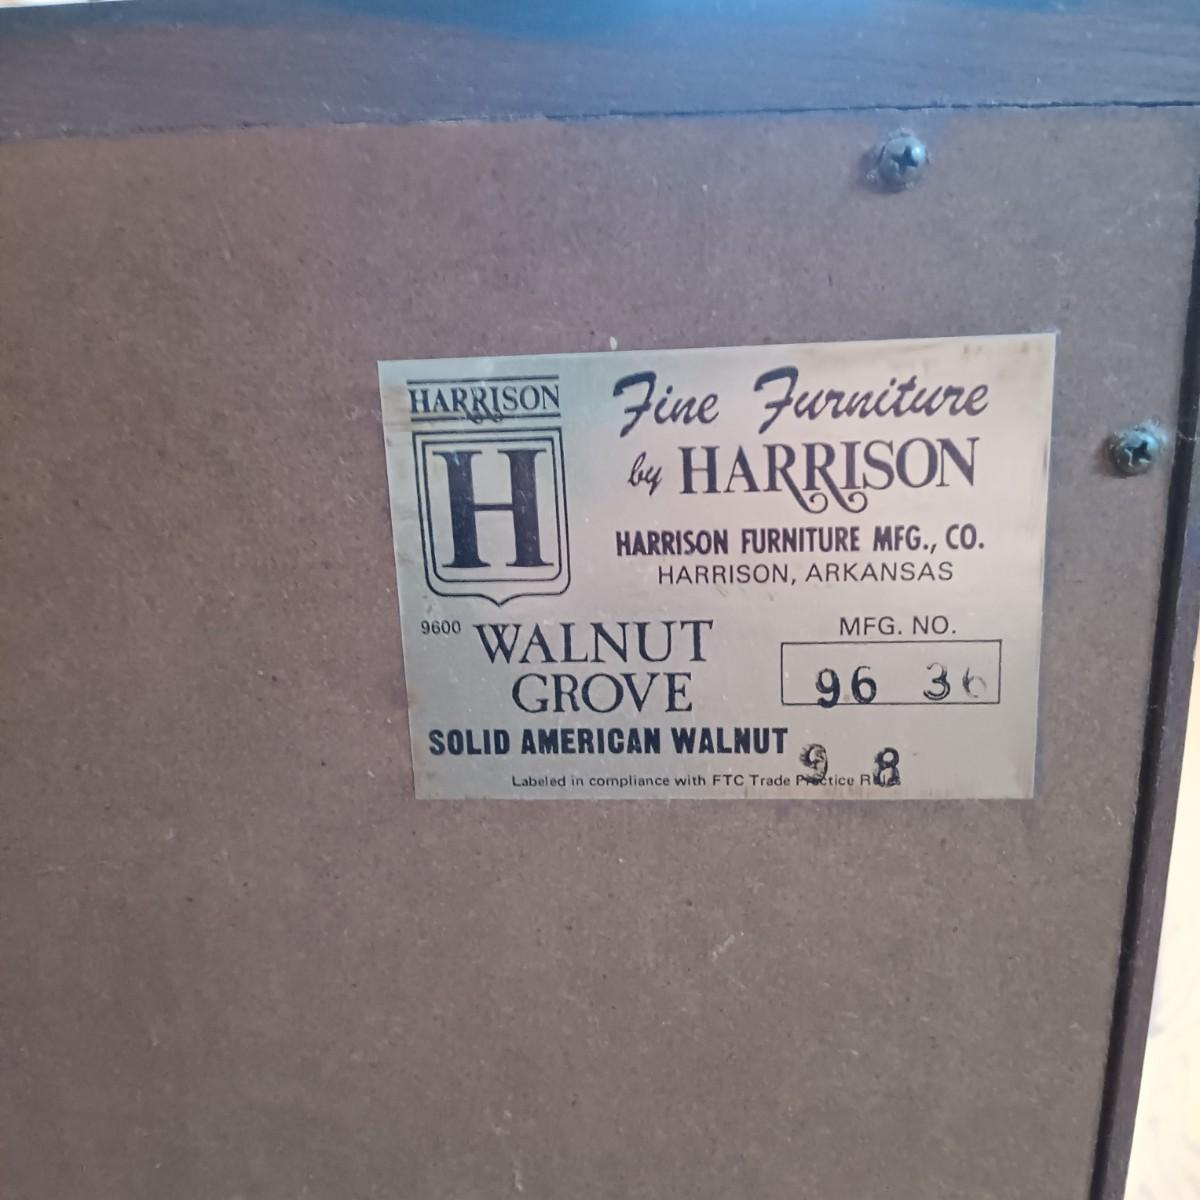 HARRISON
H
Fine Furniture
by HARRISON
HARRISON FURNITURE MFG., CO.
HARRISON, ARKANSAS
9600 WALNUT
GROVE
MFG. NO.
96 36
SOLID AMERICAN WALNUT
9 8
Labeled in compliance with FTC Trade Practice Rules